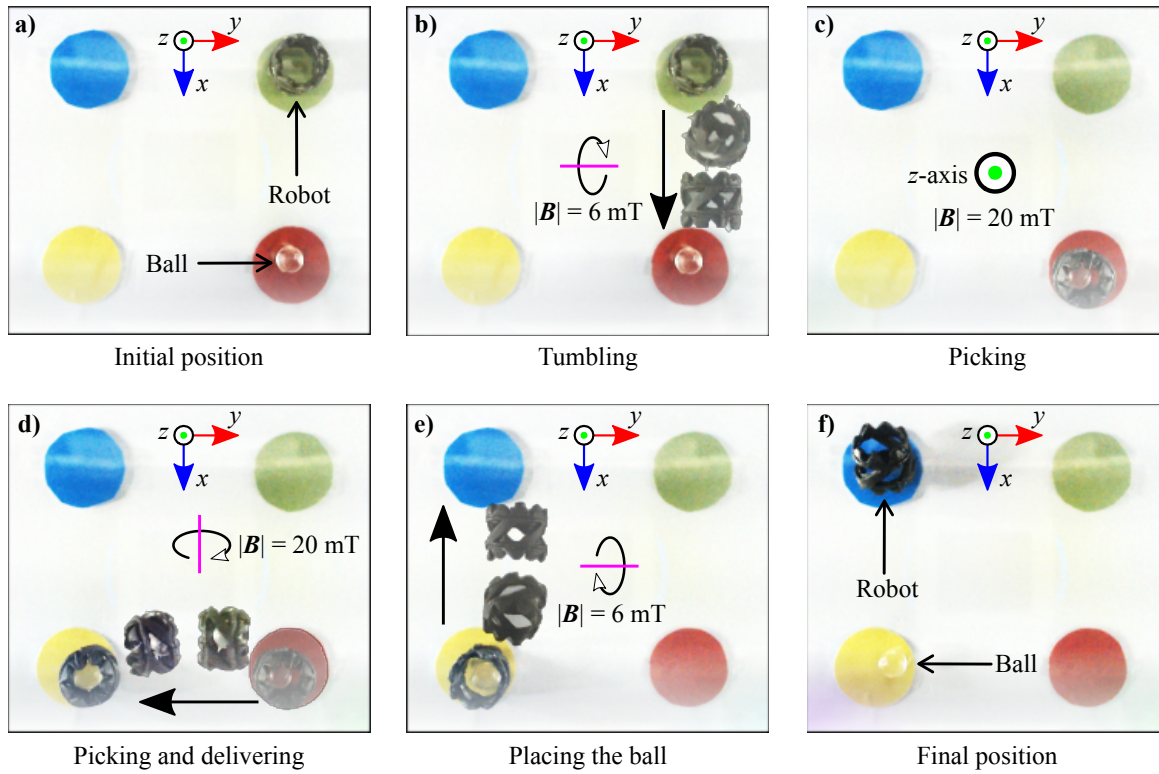 a)
z
y
x
Robot
Ball
Initial position
b)
z
y
x
|B| = 6 mT
Tumbling
c)
z
y
x
z-axis
|B| = 20 mT
Picking
d)
z
y
x
|B| = 20 mT
Picking and delivering
e)
z
y
x
|B| = 6 mT
Placing the ball
f)
z
y
x
Robot
Ball
Final position